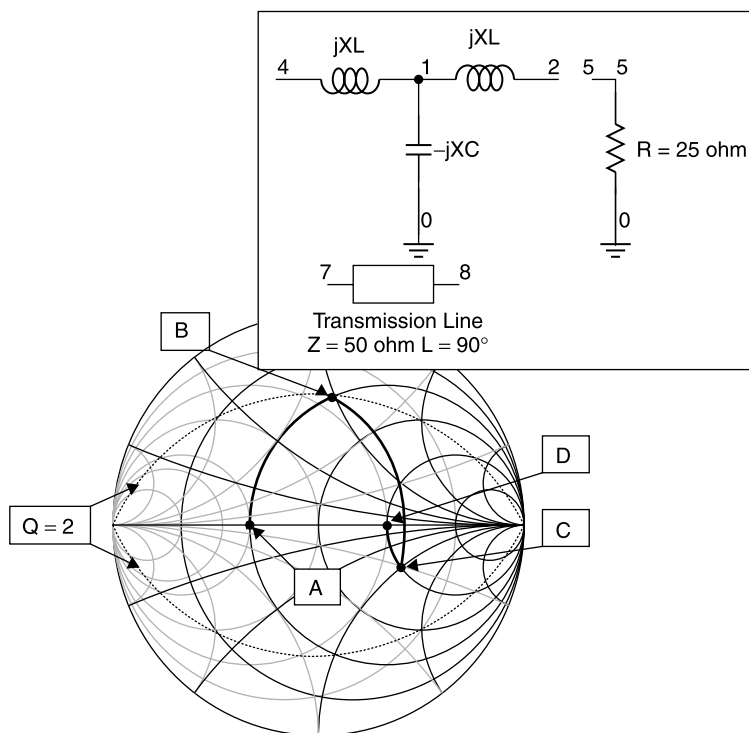 jXL
jXL
4
1
2
5
5
–jXC
R = 25 ohm
0
0
7
8
Transmission Line
Z = 50 ohm L = 90°
B
D
Q = 2
C
A